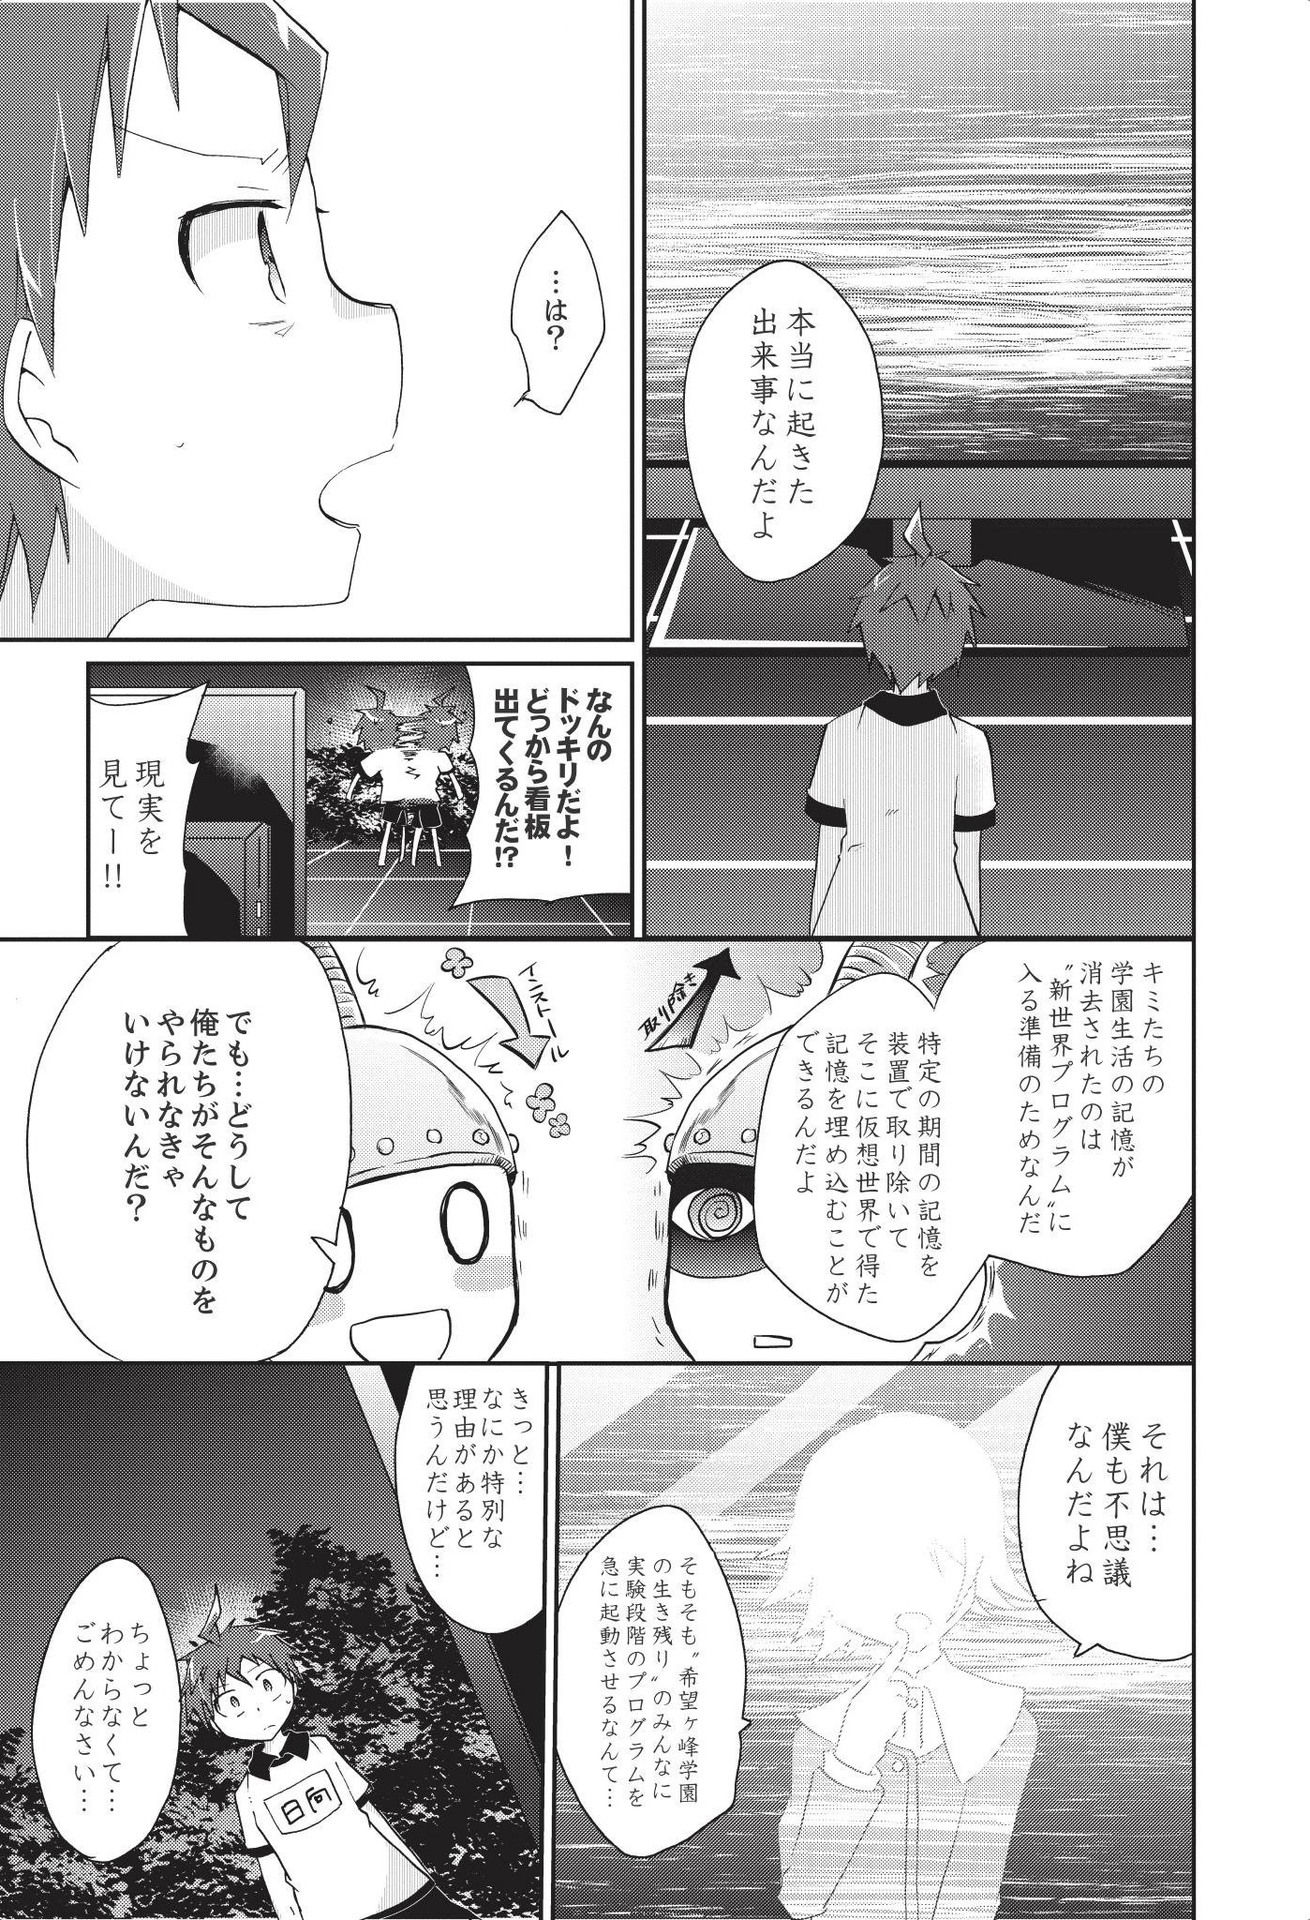 本当に起きた
出来事なんだよ
…は？
なんの
ドッキリだよ！
どっから看板
出てくるんだ!?
現実を
見てー!!
キミたちの
学園生活の記憶が
消去されたのは
〝新世界プログラム〟に
入る準備のためなんだ
特定の期間の記憶を
装置で取り除いて
そこに仮想世界で得た
記憶を埋め込むことが
できるんだよ
取り除き
インストール
でも…どうして
俺たちがそんなものを
やられなきゃ
いけないんだ？
それは…
僕も不思議
なんだよね
そもそも〝希望ヶ峰学園
の生き残り〟のみんなに
実験段階のプログラムを
急に起動させるなんて…
きっと…
なにか特別な
理由があると
思うんだけど…
ちょっと
わからなくて…
ごめんなさい…
日向